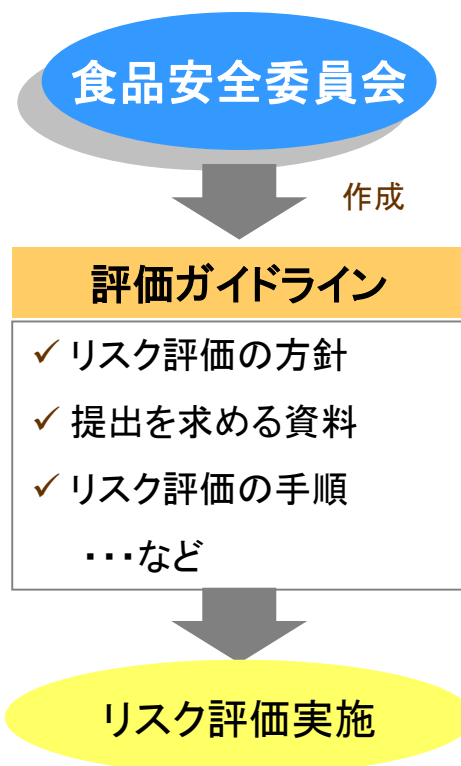 食品安全委員会
作成
評価ガイドライン
✓ リスク評価の方針
✓ 提出を求める資料
✓ リスク評価の手順
・・・など
リスク評価実施